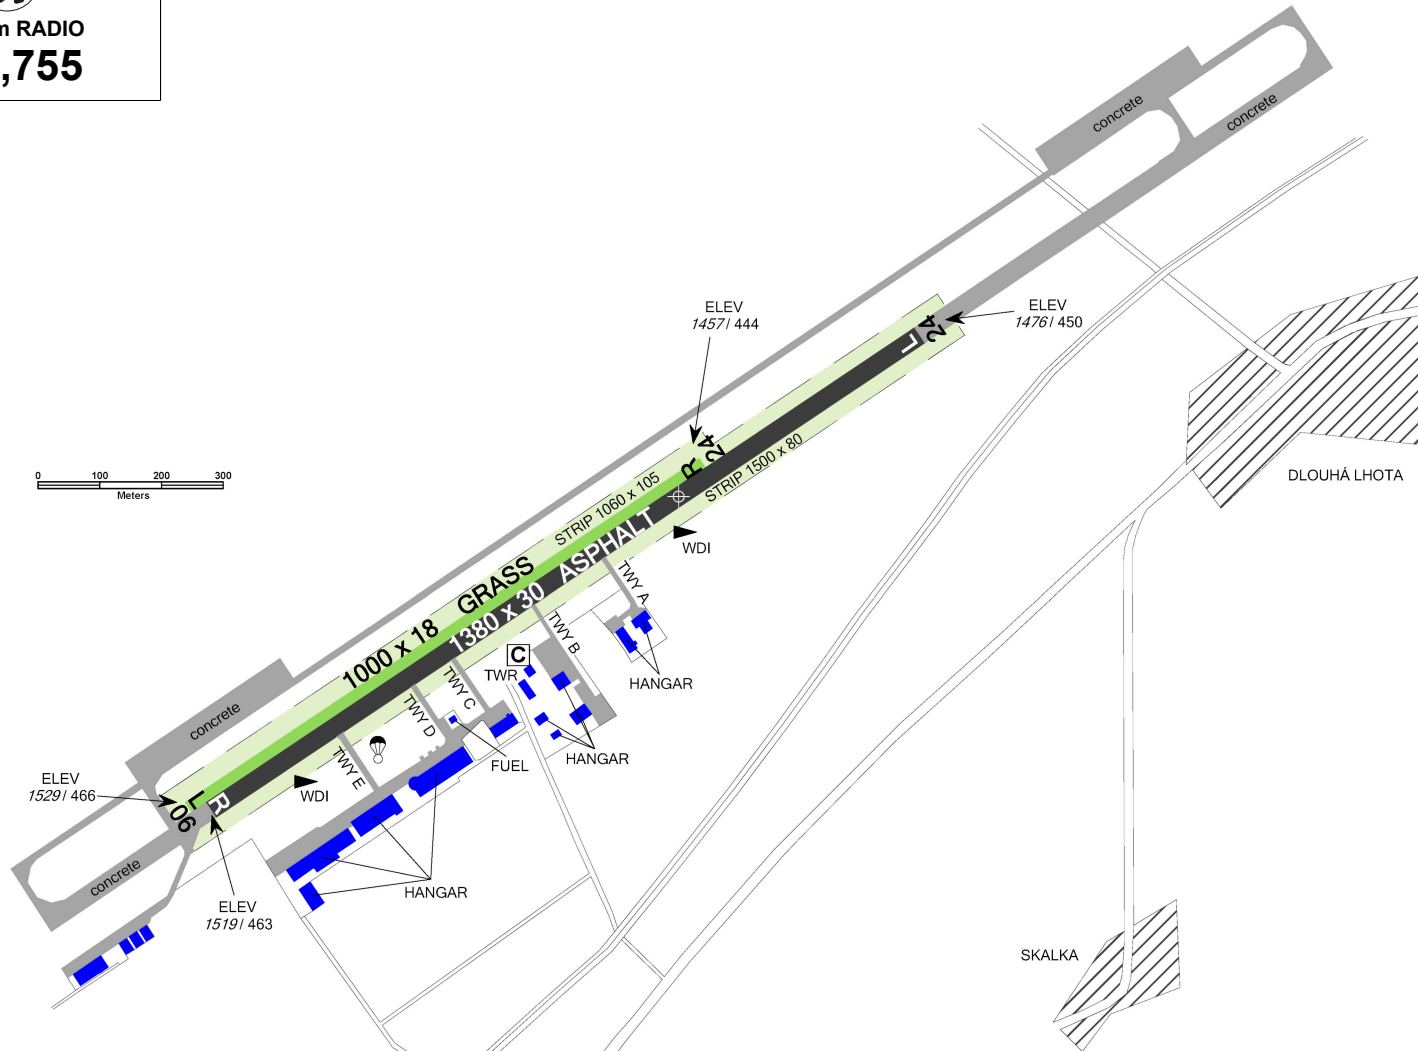 RADIO
,755
concrete
concrete
ELEV
1457/ 444
ELEV
1476/ 450
24
L
24
R
STRIP 1500 x 80
STRIP 1060 x 105
0 100 200 300
Meters
DLOUHÁ LHOTA
WDI
ASPHALT
GRASS
1380 x 30
1000 x 18
TWY A
TWY B
C
TWR
TWY C
TWY D
TWY E
HANGAR
concrete
HANGAR
FUEL
WDI
ELEV
1529/ 466
06
L
R
concrete
HANGAR
ELEV
1519/ 463
SKALKA